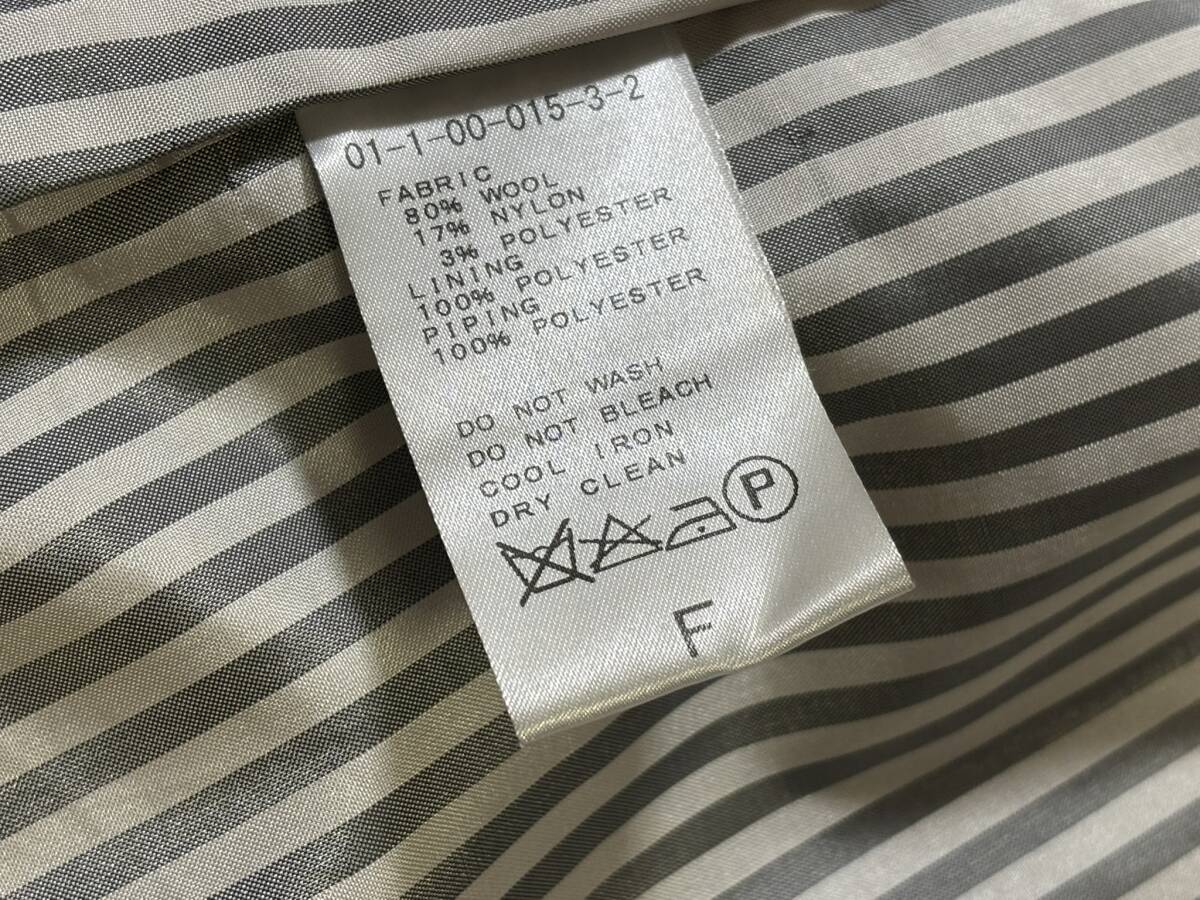 01-1-00-015-3-2
FABRIC
80% WOOL
17% NYLON
3% POLYESTER
LINING
100% POLYESTER
PIPING
100% POLYESTER
DO NOT WASH
DO NOT BLEACH
COOL IRON
DRY CLEAN
P
F